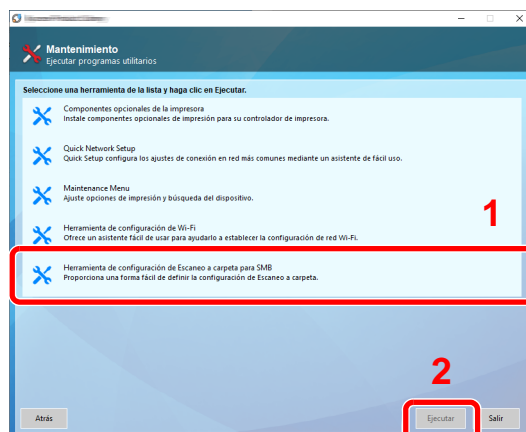 Mantenimiento
Ejecutar programas utilitarios
Seleccione una herramienta de la lista y haga clic en Ejecutar.
Componentes opcionales de la impresora
Instale componentes opcionales de impresión para su controlador de impresora.
Quick Network Setup
Quick Setup configura los ajustes de conexión en red más comunes mediante un asistente de fácil uso.
Maintenance Menu
Ajuste opciones de impresión y búsqueda del dispositivo.
1
Herramienta de configuración de Wi-Fi
Ofrece un asistente fácil de usar para ayudarlo a establecer la configuración de red Wi-Fi.
Herramienta de configuración de Escaneo a carpeta para SMB
Proporciona una forma fácil de definir la configuración de Escaneo a carpeta.
2
Atrás
Ejecutar
Salir